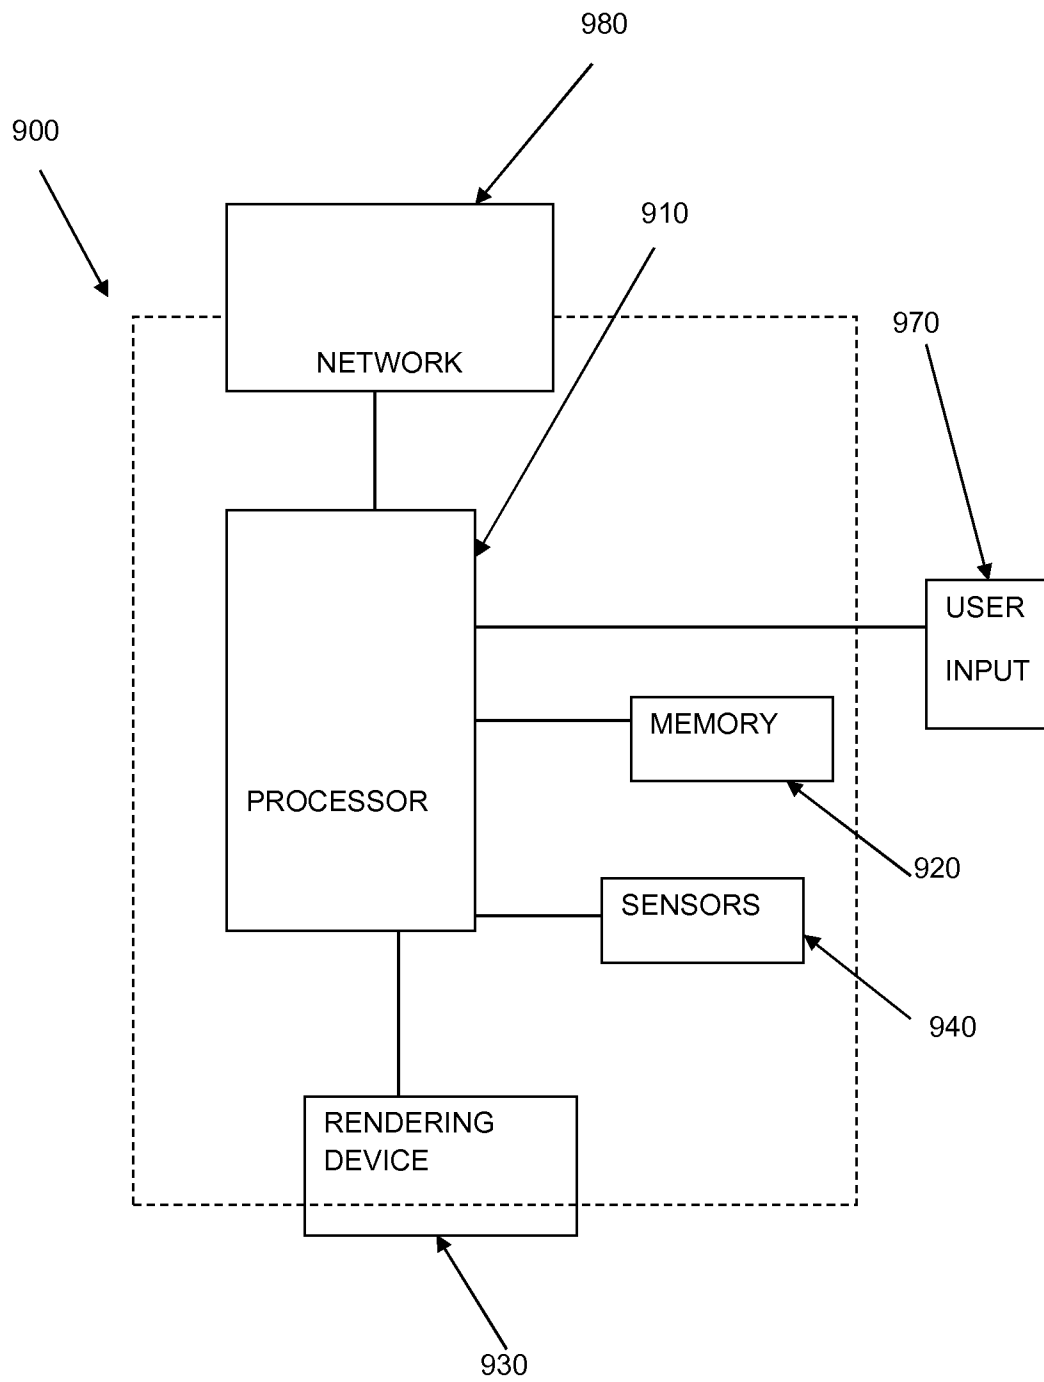 980
900
910
970
NETWORK
USER
INPUT
MEMORY
PROCESSOR
920
SENSORS
940
RENDERING
DEVICE
930